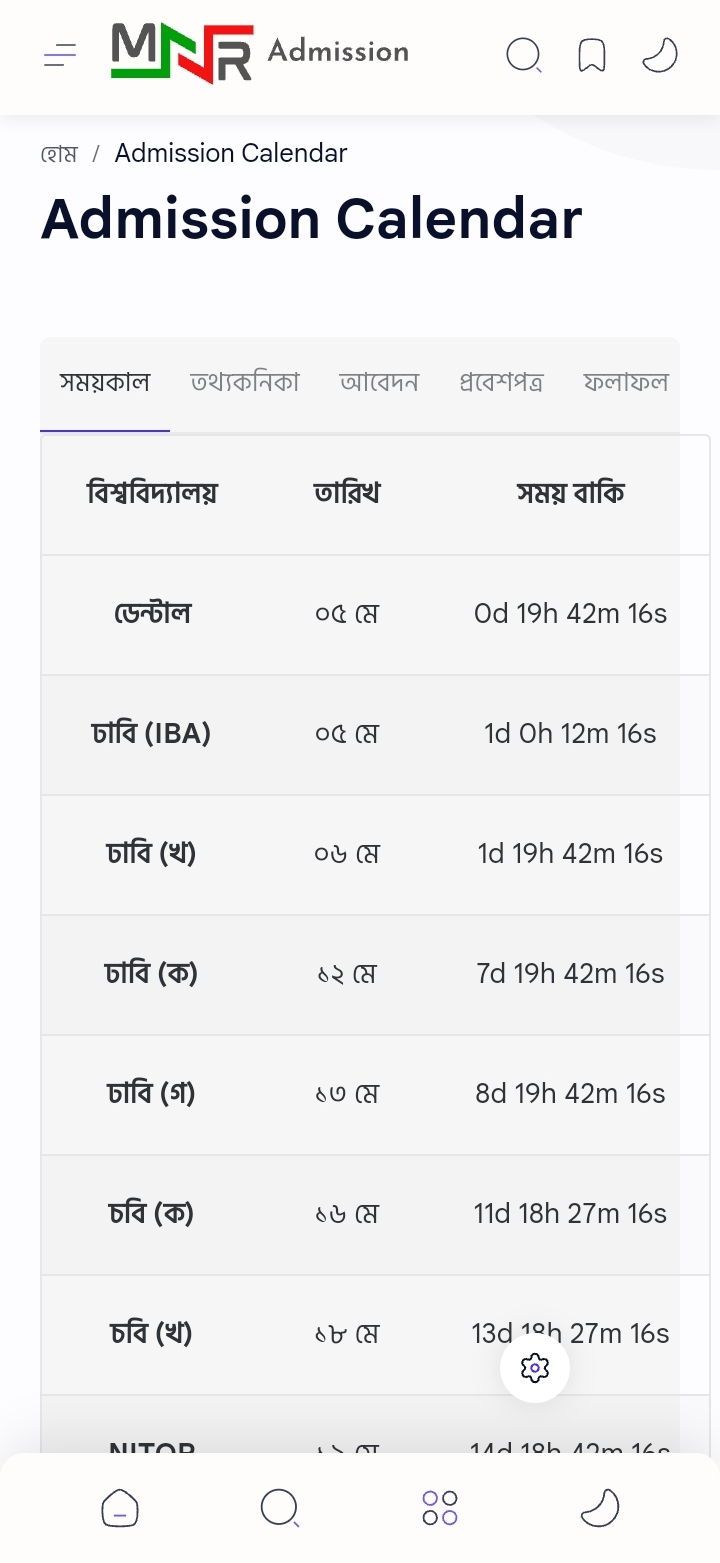 MNR Admission
হোম / Admission Calendar
Admission Calendar
সময়কাল তথ্যকনিকা আবেদন প্রবেশপত্র ফলাফল
বিশ্ববিদ্যালয় তারিখ সময় বাকি
ডেন্টাল ০৫ মে 0d 19h 42m 16s
ঢাবি (IBA) ০৫ মে 1d 0h 12m 16s
ঢাবি (খ) ০৬ মে 1d 19h 42m 16s
ঢাবি (ক) ১২ মে 7d 19h 42m 16s
ঢাবি (গ) ১৩ মে 8d 19h 42m 16s
চবি (ক) ১৬ মে 11d 18h 27m 16s
চবি (খ) ১৮ মে 13d 18h 27m 16s
NITOR ১৯ মে 14d 18h 42m 16s